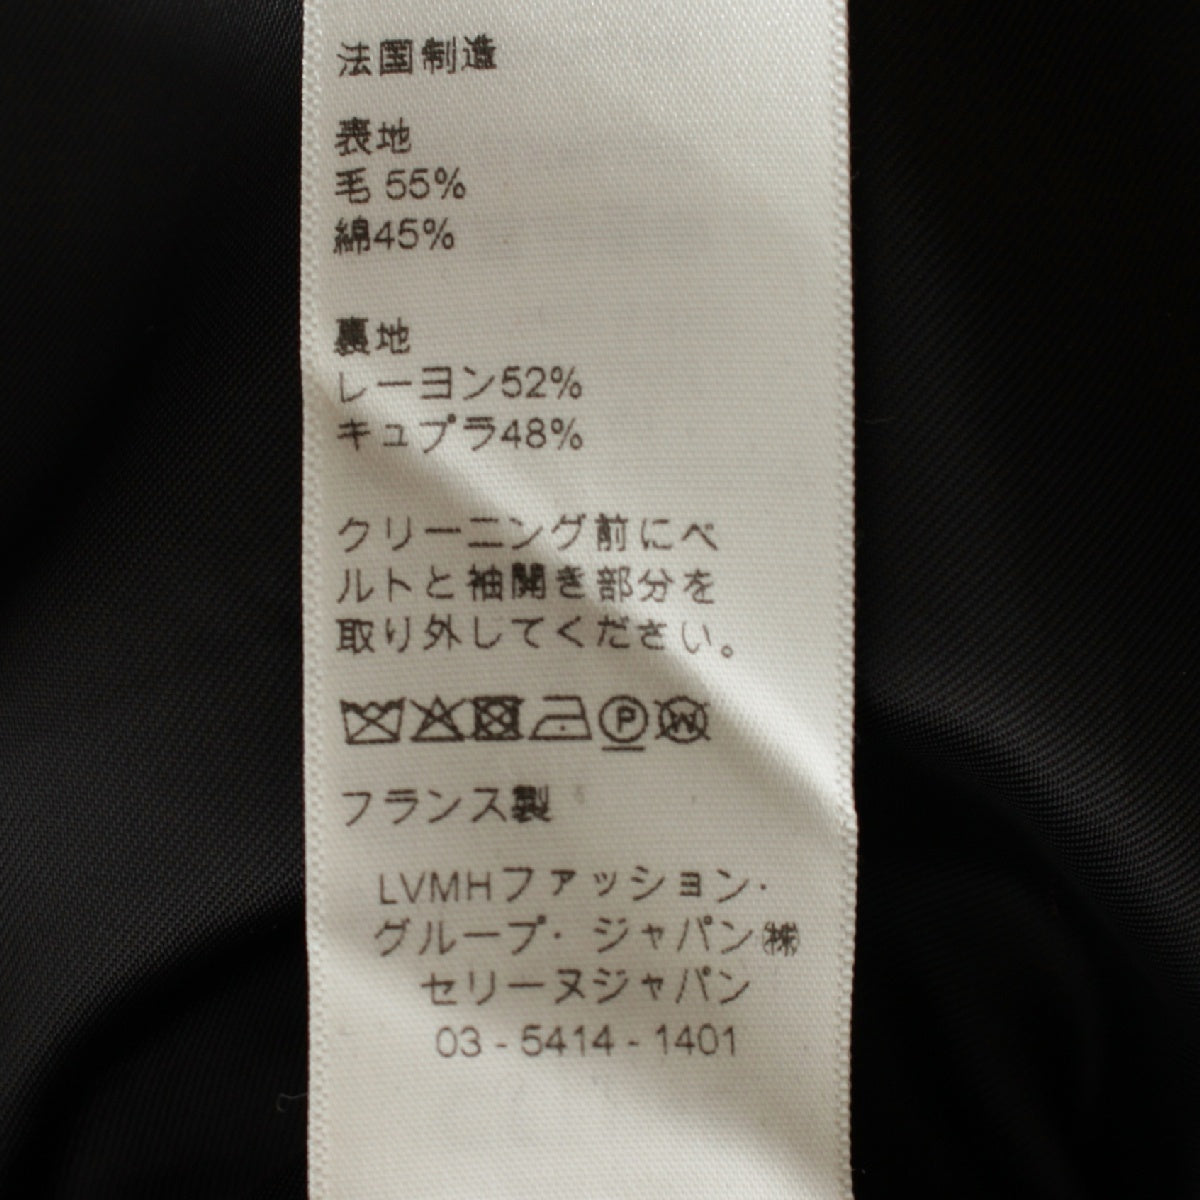 法国制造
表地
毛 55%
綿45%
裏地
レーヨン52%
キュプラ48%
クリーニング前にベ
ルトと袖開き部分を
取り外してください。
P W
フランス製
LVMHファッション・
グループ・ジャパン㈱
セリーヌジャパン
03 - 5414 - 1401